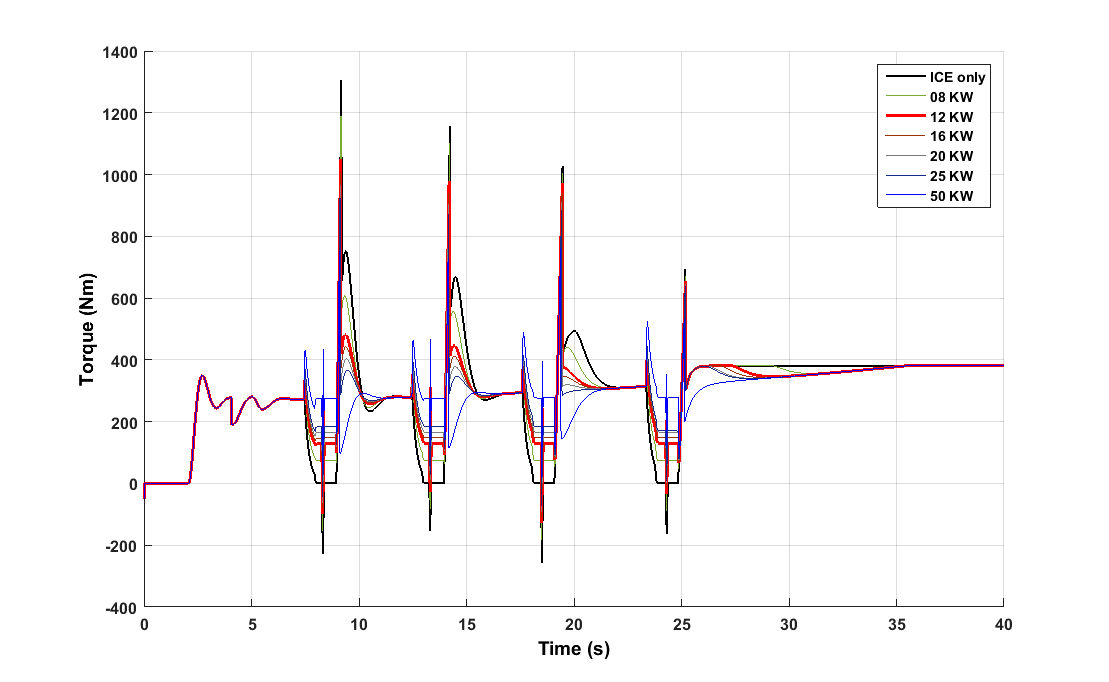 1400
1200
1000
800
600
400
200
0
-200
-400
Torque (Nm)
0 5 10 15 20 25 30 35 40
Time (s)
ICE only
08 KW
12 KW
16 KW
20 KW
25 KW
50 KW